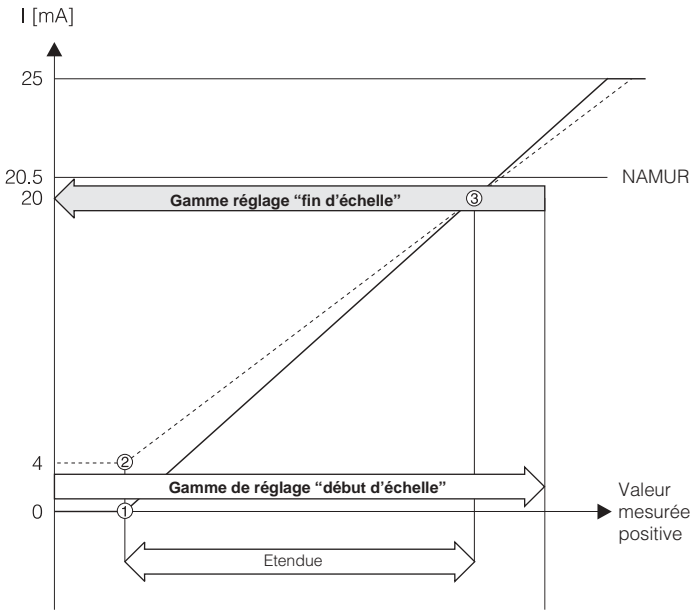 I [mA]
25
20.5
NAMUR
20
Gamme réglage “fin d’échelle”
③
4
②
Gamme de réglage “début d’échelle”
0
①
Valeur
mesurée
positive
Etendue